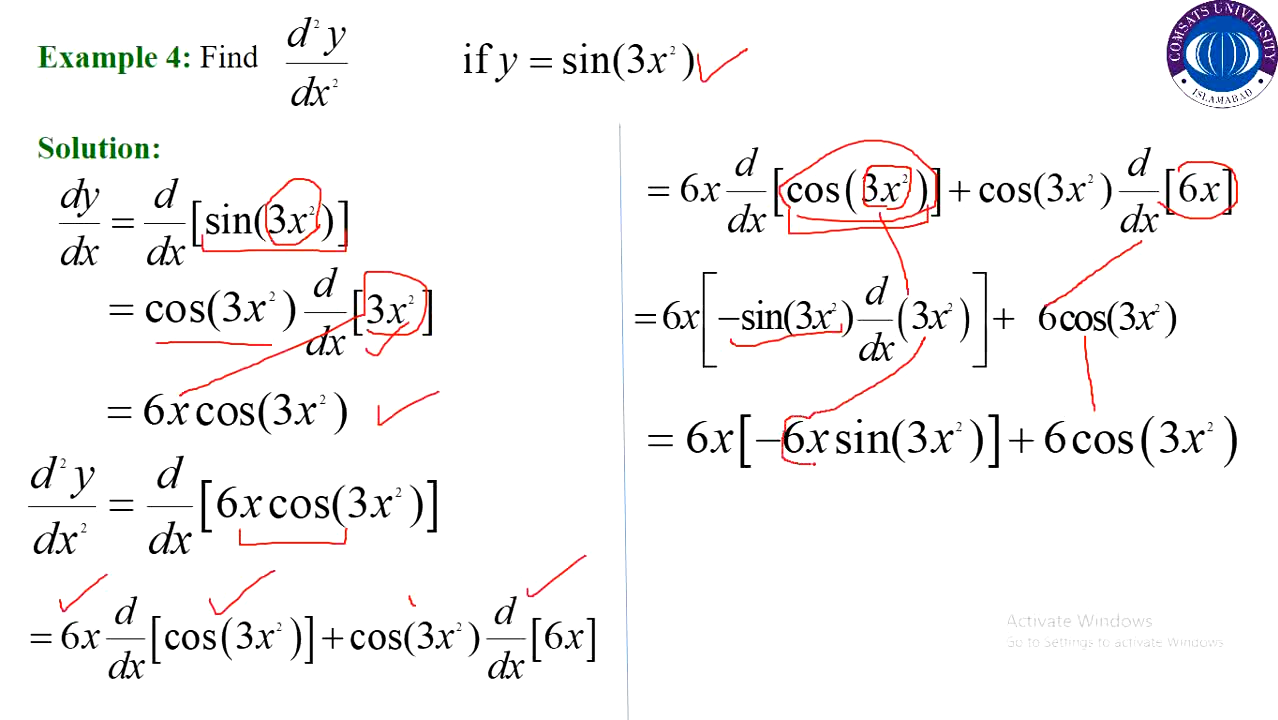 Example 4: Find d²y/dx² if y = sin(3x²)
COMSATS UNIVERSITY
ISLAMABAD
Solution:
dy/dx = d/dx [sin(3x²)]
= cos(3x²) d/dx [3x²]
= 6x cos(3x²)
d²y/dx² = d/dx [6x cos(3x²)]
= 6x d/dx [cos(3x²)] + cos(3x²) d/dx [6x]
= 6x d/dx [cos(3x²)] + cos(3x²) d/dx [6x]
= 6x [−sin(3x²) d/dx (3x²)] + 6cos(3x²)
= 6x[−6x sin(3x²)] + 6cos(3x²)
Activate Windows
Go to Settings to activate Windows